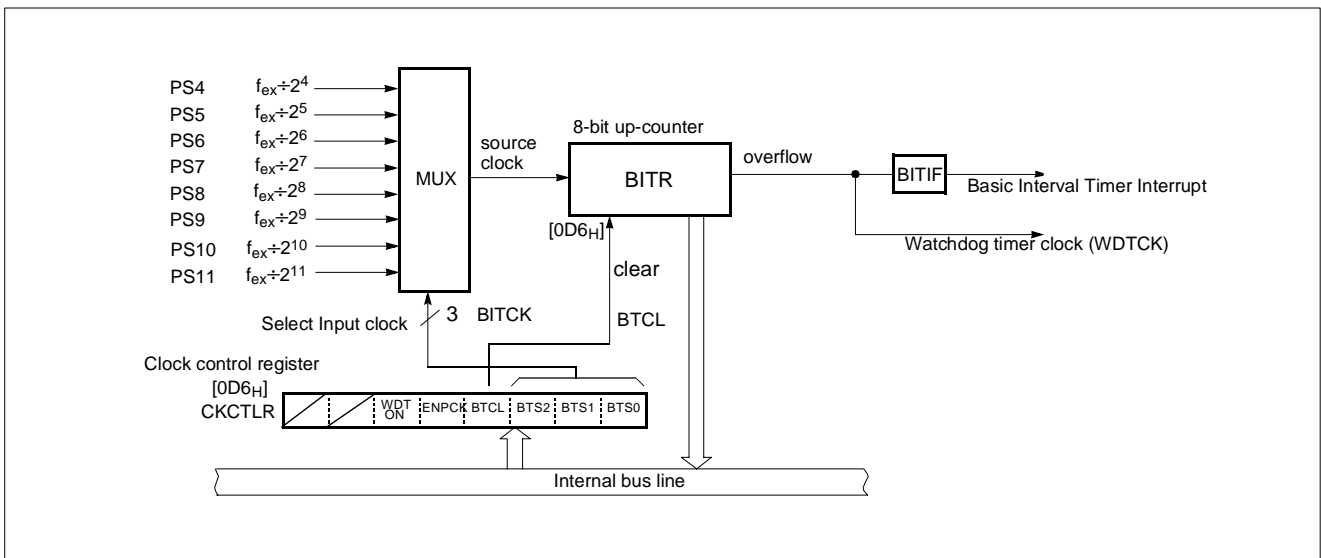 PS4 fex÷2⁴
PS5 fex÷2⁵
PS6 fex÷2⁶
PS7 fex÷2⁷
PS8 fex÷2⁸
PS9 fex÷2⁹
PS10 fex÷2¹⁰
PS11 fex÷2¹¹
MUX
source
clock
8-bit up-counter
BITR
[0D6H]
overflow
BITIF
Basic Interval Timer Interrupt
Watchdog timer clock (WDTCK)
clear
BTCL
Select Input clock 3 BITCK
Clock control register
[0D6H]
CKCTLR
WDT
ON
ENPCK BTCL BTS2 BTS1 BTS0
Internal bus line